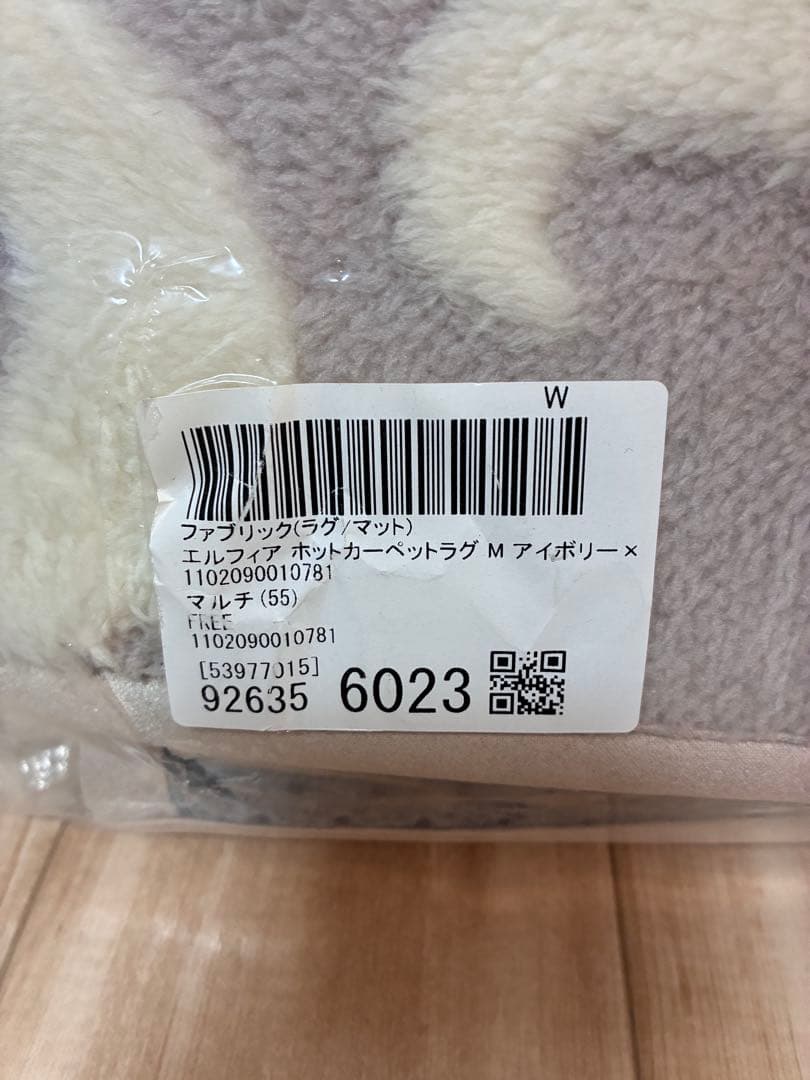 W
ファブリック(ラグ/マット)
エルフィア ホットカーペットラグ M アイボリー×
1102090010781
マルチ(55)
FREE
1102090010781
[53977015]
92635 6023